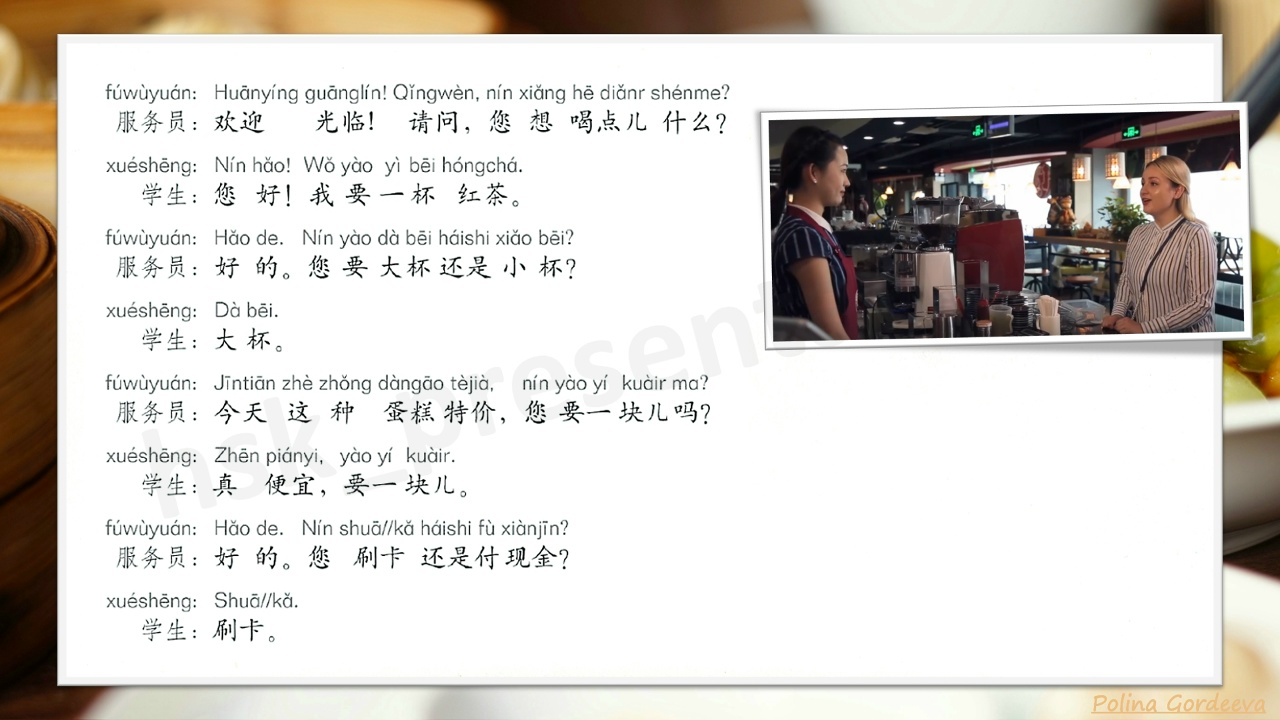 fúwùyuán: Huānyíng guānglín! Qǐngwèn, nín xiǎng hē diǎnr shénme?
服务员：欢迎 光临！ 请问，您 想 喝点儿 什么？
xuéshēng: Nín hǎo! Wǒ yào yì bēi hóngchá.
学生：您 好！我 要 一 杯 红茶。
fúwùyuán: Hǎo de. Nín yào dà bēi háishi xiǎo bēi?
服务员：好 的。您 要 大杯 还是 小 杯？
xuéshēng: Dà bēi.
学生：大 杯。
fúwùyuán: Jīntiān zhè zhǒng dàngāo tèjià, nín yào yí kuàir ma?
服务员：今天 这 种 蛋糕 特价，您 要一 块儿吗？
xuéshēng: Zhēn piányi, yào yí kuàir.
学生：真 便宜，要一 块儿。
fúwùyuán: Hǎo de. Nín shuā//kǎ háishi fù xiànjīn?
服务员：好 的。您 刷卡 还是付 现金？
xuéshēng: Shuā//kǎ.
学生：刷卡。
hsk_present
Polina Gordeeva